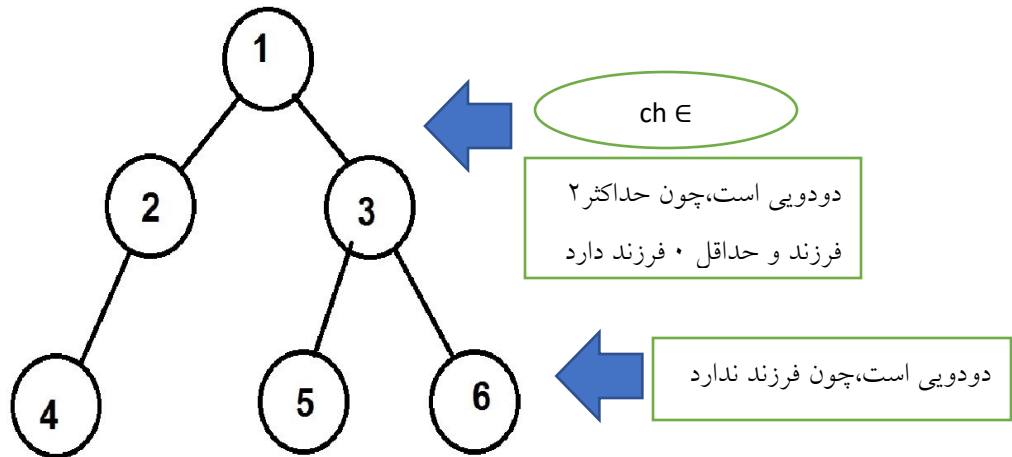 1
ch ∈
2
3
دودویی است،چون حداکثر۲
فرزند و حداقل ۰ فرزند دارد
4
5
6
دودویی است،چون فرزند ندارد